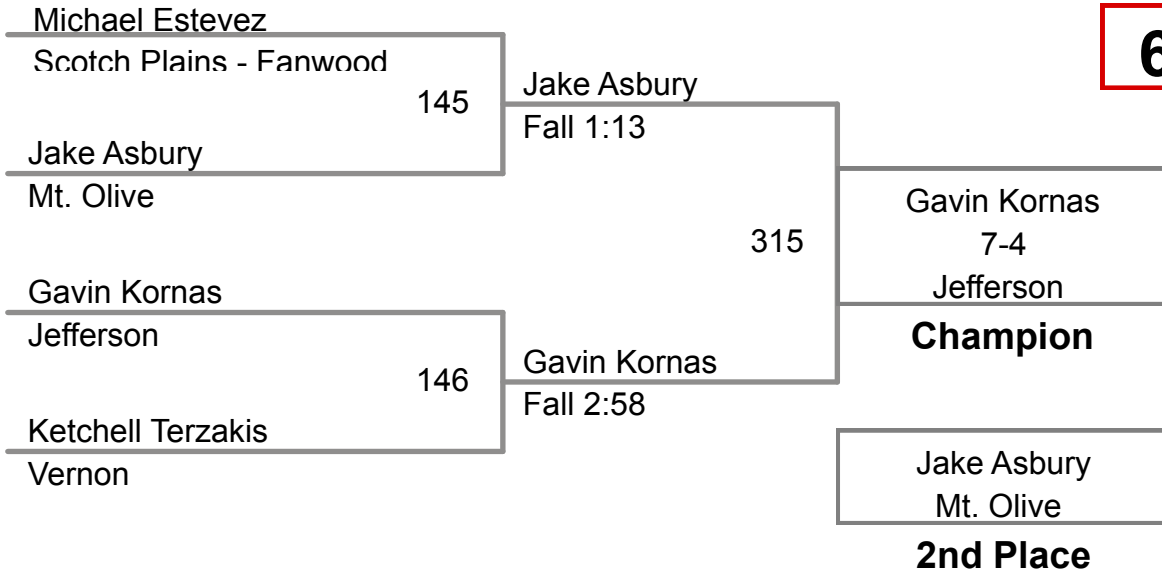 Michael Estevez
Scotch Plains - Fanwood
145
Jake Asbury
Fall 1:13
Jake Asbury
Mt. Olive
315
Gavin Kornas
7-4
Jefferson
Champion
Gavin Kornas
Jefferson
146
Gavin Kornas
Fall 2:58
Ketchell Terzakis
Vernon
Jake Asbury
Mt. Olive
2nd Place